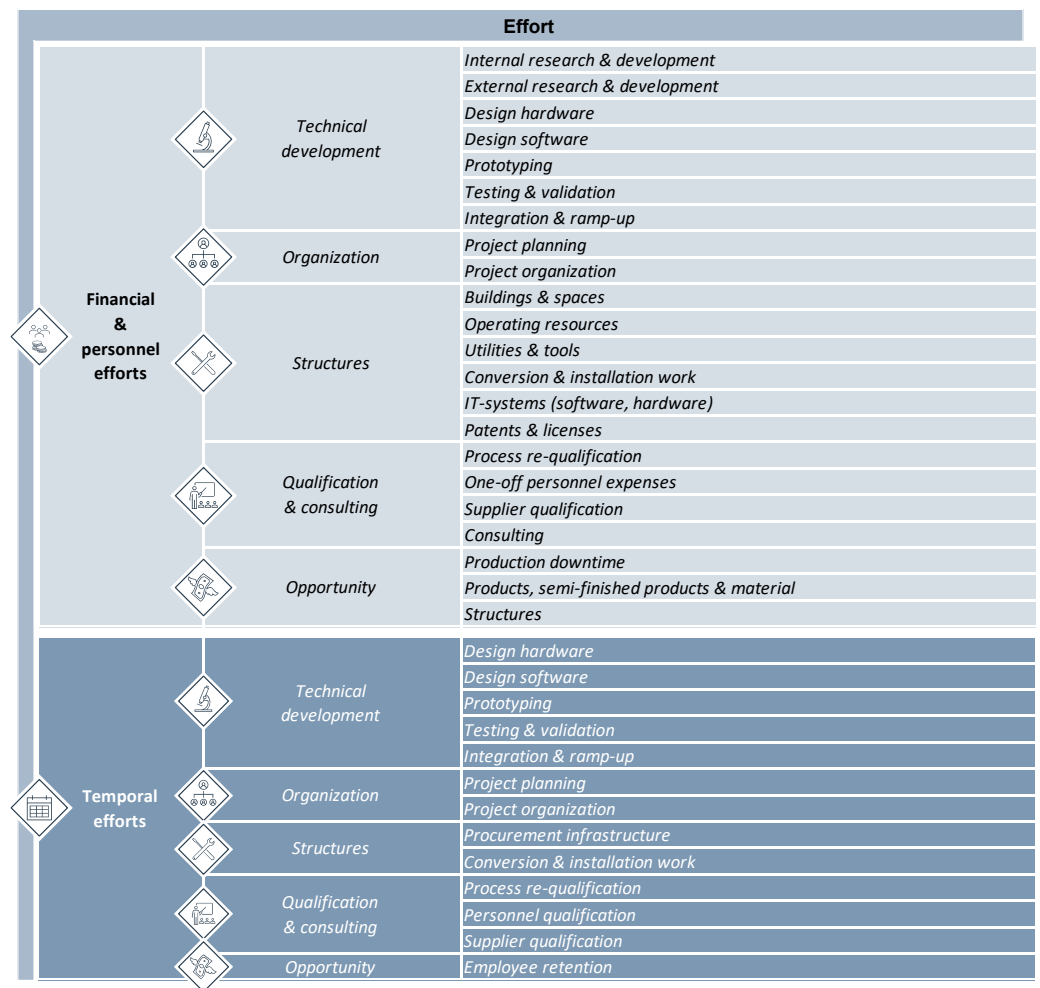 Effort
Financial
&
personnel
efforts
Technical
development
Internal research & development
External research & development
Design hardware
Design software
Prototyping
Testing & validation
Integration & ramp-up
Organization
Project planning
Project organization
Structures
Buildings & spaces
Operating resources
Utilities & tools
Conversion & installation work
IT-systems (software, hardware)
Patents & licenses
Qualification
& consulting
Process re-qualification
One-off personnel expenses
Supplier qualification
Consulting
Opportunity
Production downtime
Products, semi-finished products & material
Structures
Temporal
efforts
Technical
development
Design hardware
Design software
Prototyping
Testing & validation
Integration & ramp-up
Organization
Project planning
Project organization
Structures
Procurement infrastructure
Conversion & installation work
Qualification
& consulting
Process re-qualification
Personnel qualification
Supplier qualification
Opportunity
Employee retention